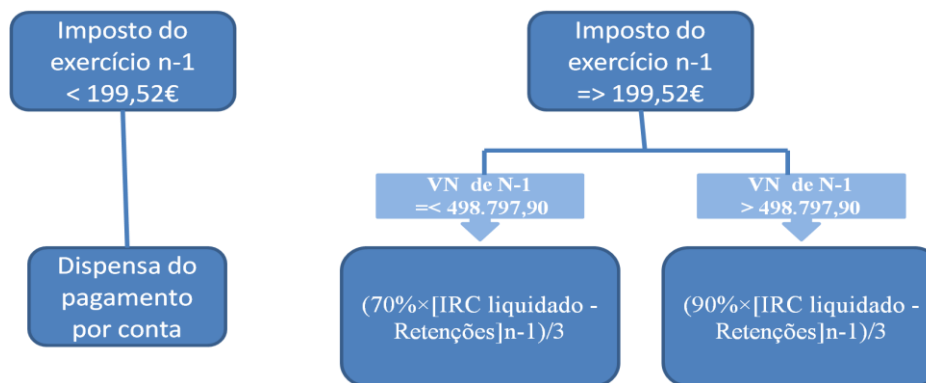 Imposto do
exercício n-1
< 199,52€
Dispensa do
pagamento
por conta
Imposto do
exercício n-1
=> 199,52€
VN de N-1
=< 498.797,90
VN de N-1
> 498.797,90
(70%×[IRC liquidado -
Retenções]n-1)/3
(90%×[IRC liquidado -
Retenções]n-1)/3